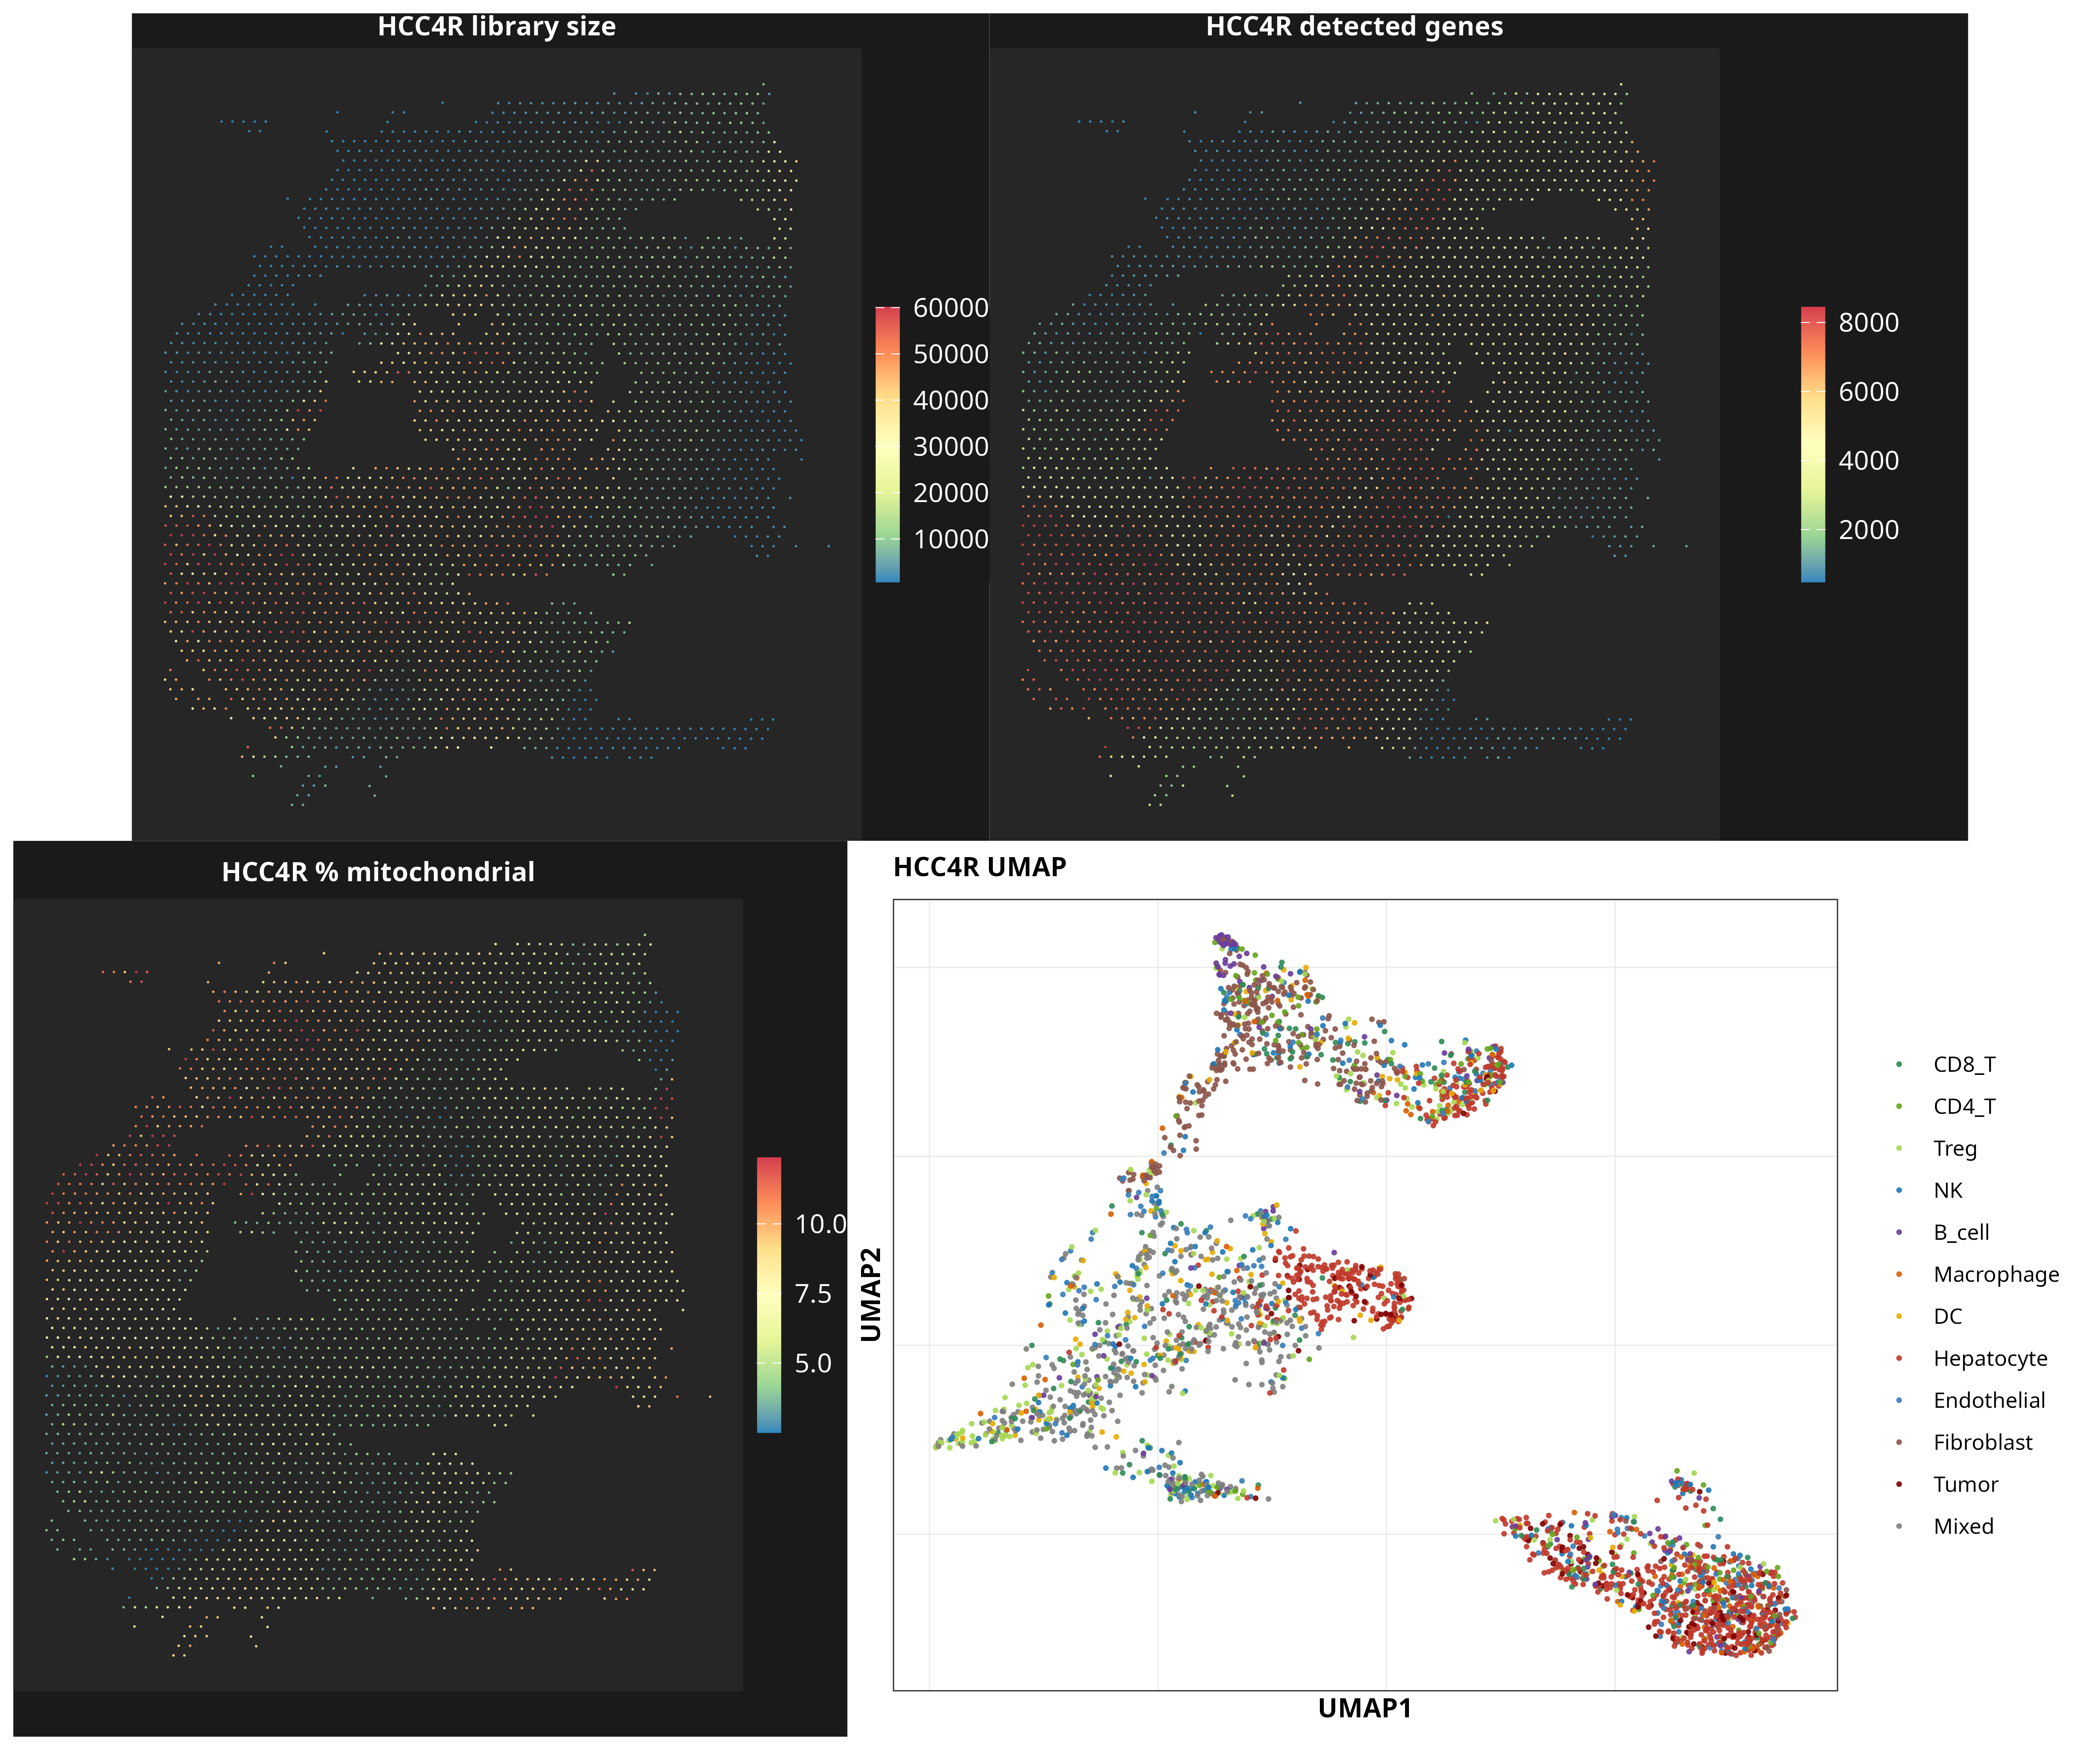 HCC4R library size
60000
50000
40000
30000
20000
10000
HCC4R detected genes
8000
6000
4000
2000
HCC4R % mitochondrial
10.0
7.5
5.0
HCC4R UMAP
UMAP2
UMAP1
CD8_T
CD4_T
Treg
NK
B_cell
Macrophage
DC
Hepatocyte
Endothelial
Fibroblast
Tumor
Mixed